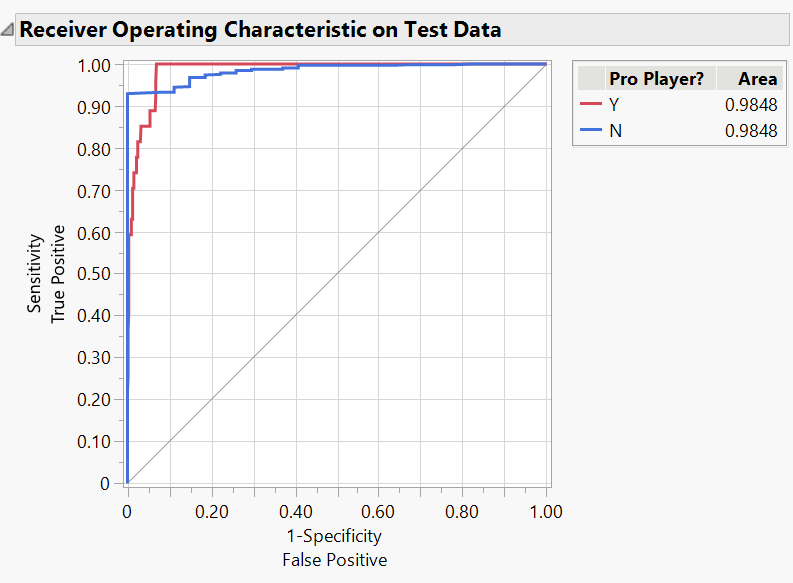 Receiver Operating Characteristic on Test Data
1.00
0.90
0.80
0.70
0.60
0.50
0.40
0.30
0.20
0.10
0
Sensitivity
True Positive
0 0.20 0.40 0.60 0.80 1.00
1-Specificity
False Positive
Pro Player? Area
Y 0.9848
N 0.9848